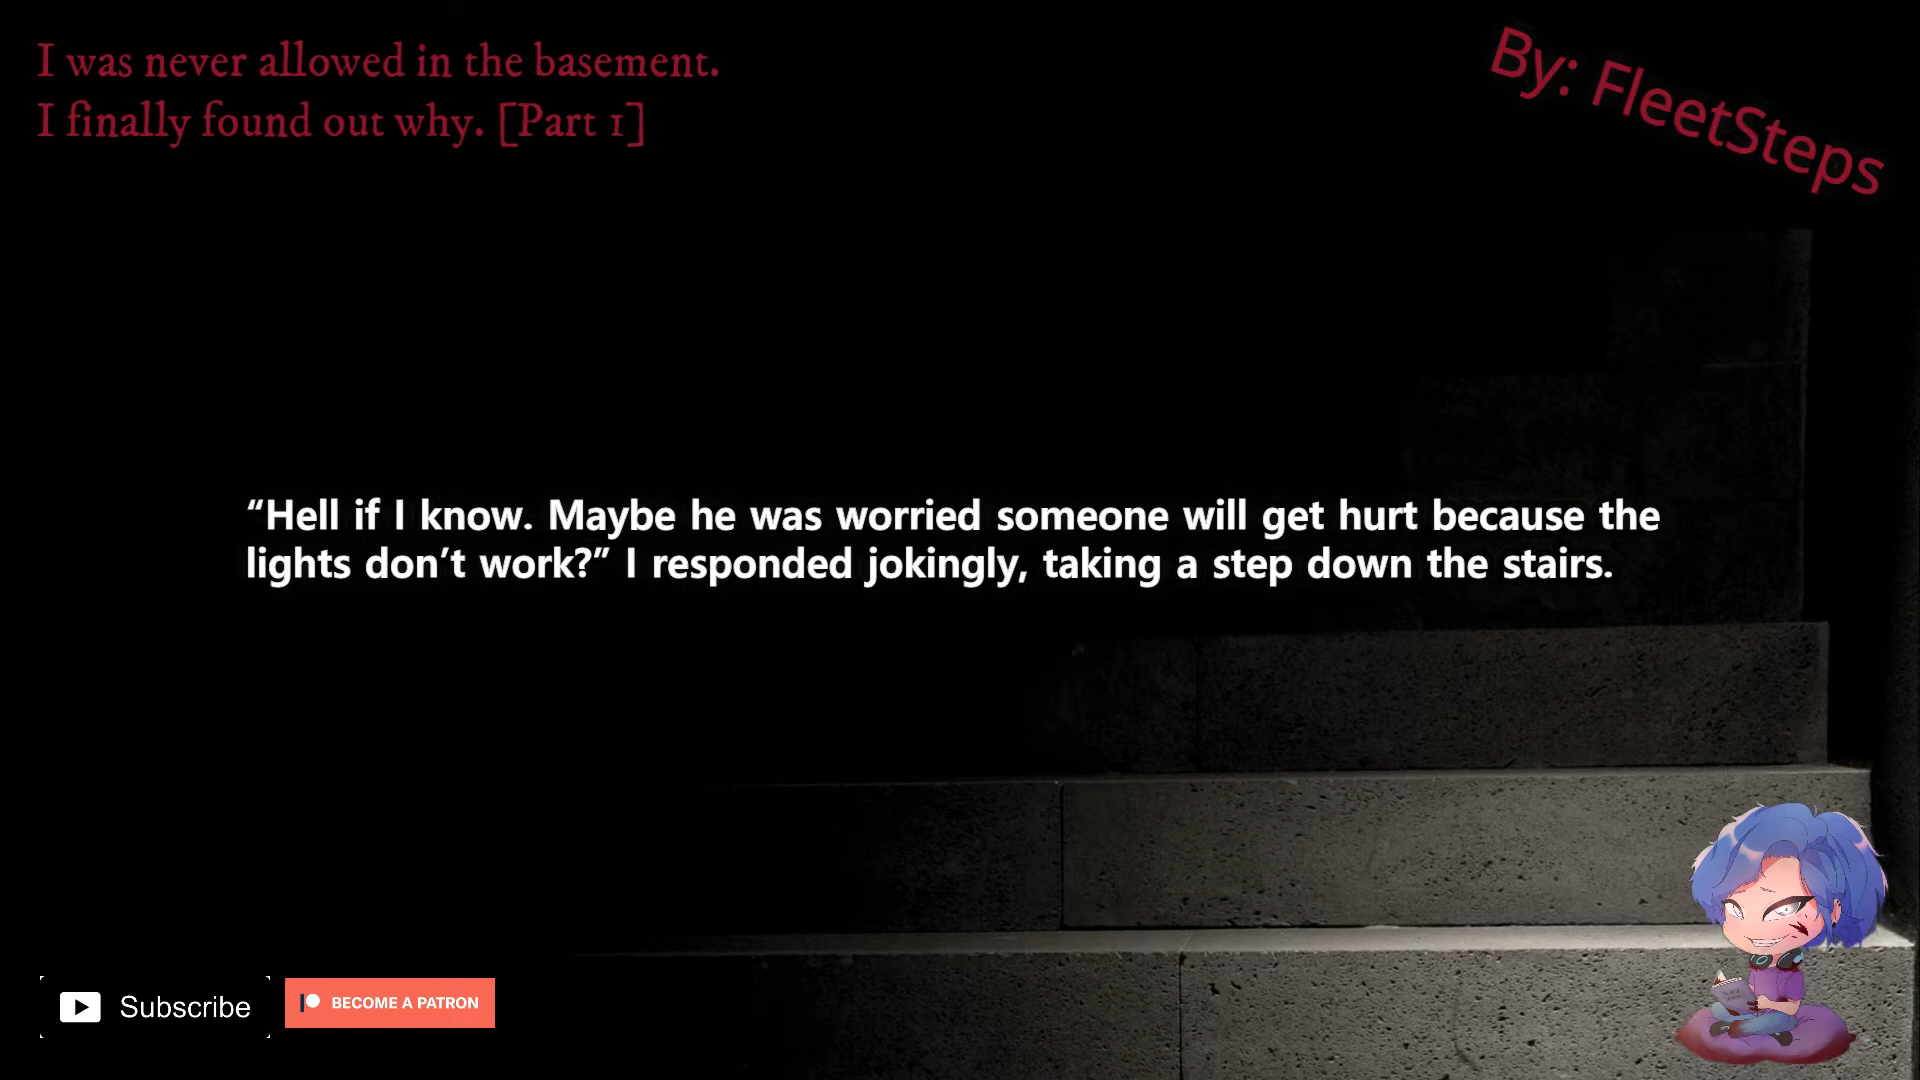 I was never allowed in the basement.
I finally found out why. [Part 1]
By: FleetSteps
“Hell if I know. Maybe he was worried someone will get hurt because the
lights don’t work?” I responded jokingly, taking a step down the stairs.
Subscribe
BECOME A PATRON